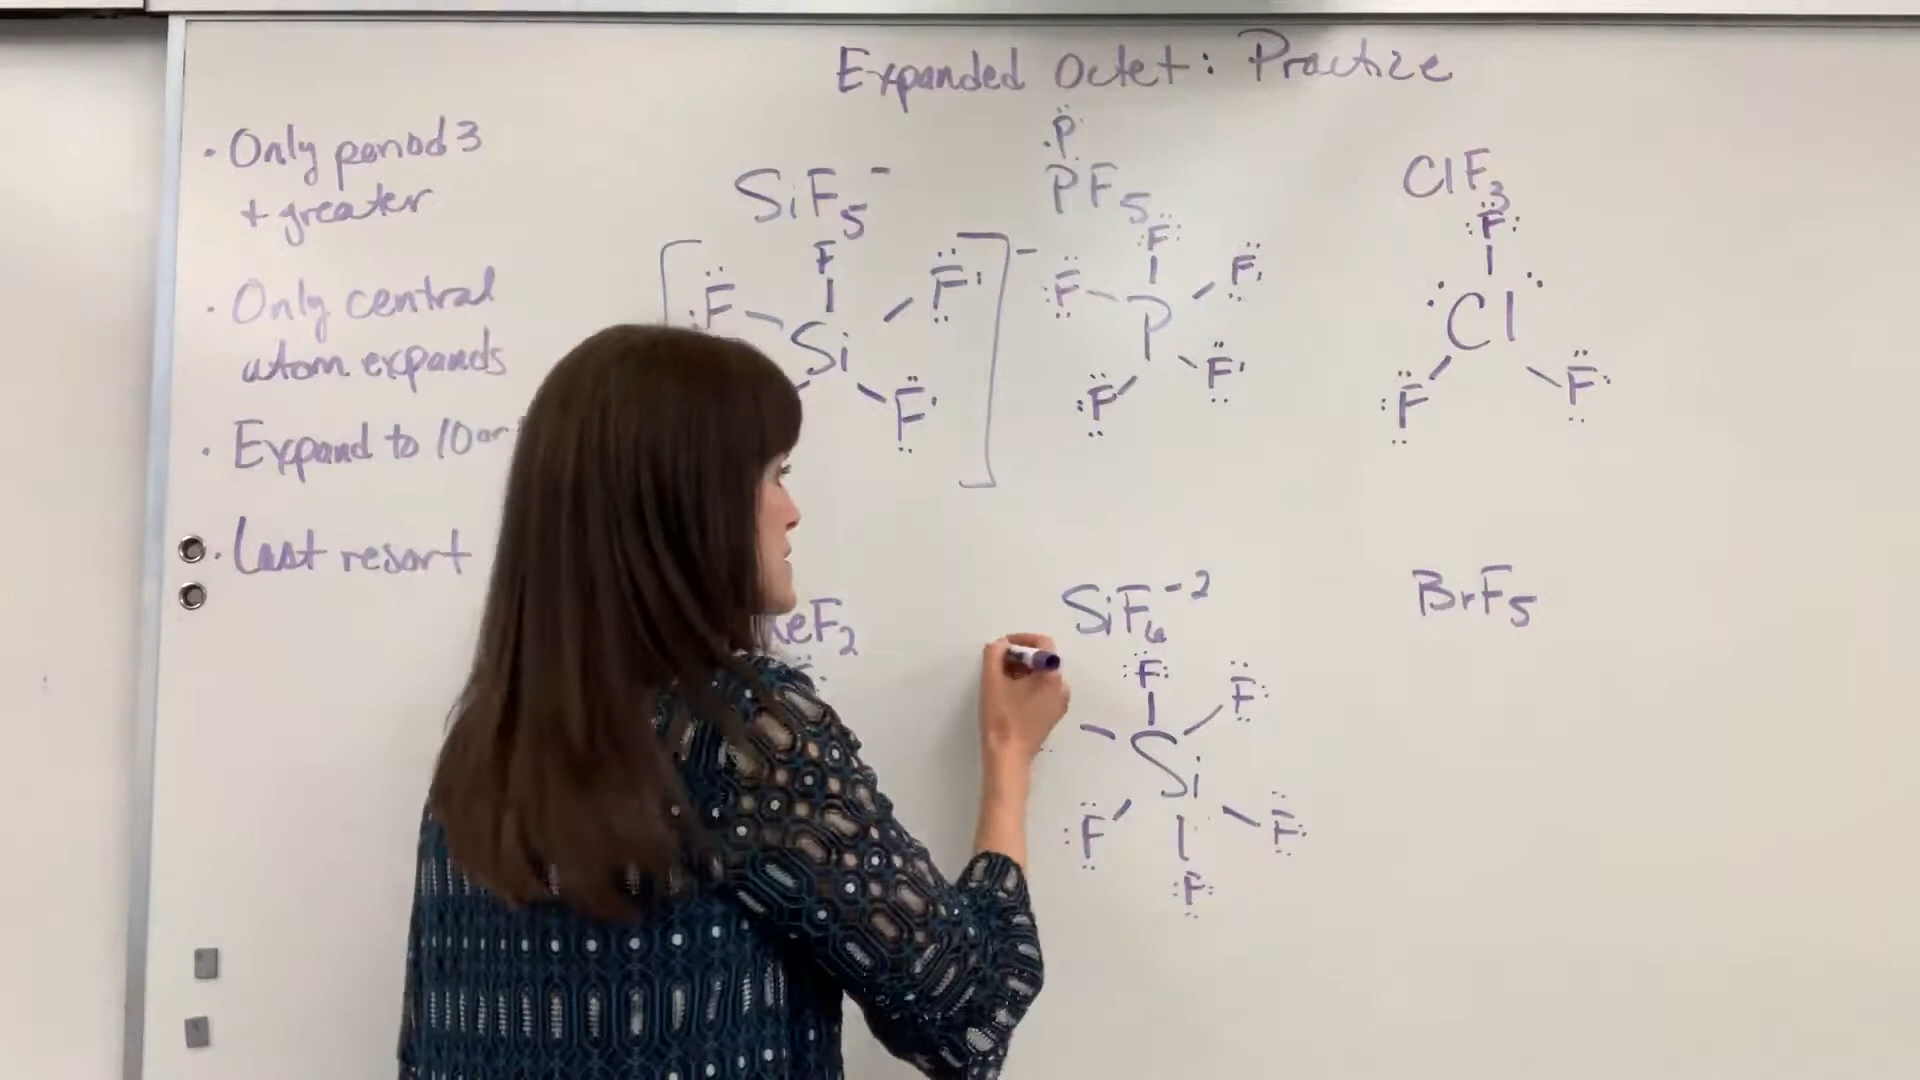 Expanded Octet: Practice
• Only period 3
+ greater
• Only central
atom expands
• Expand to 10 or
• Last resort
SiF5-
F
F F
Si
F
-
P
PF5
F
F F
P
F F
ClF3
F
Cl
F F
XeF2
SiF6-2
F F
Si
F F
F
BrF5